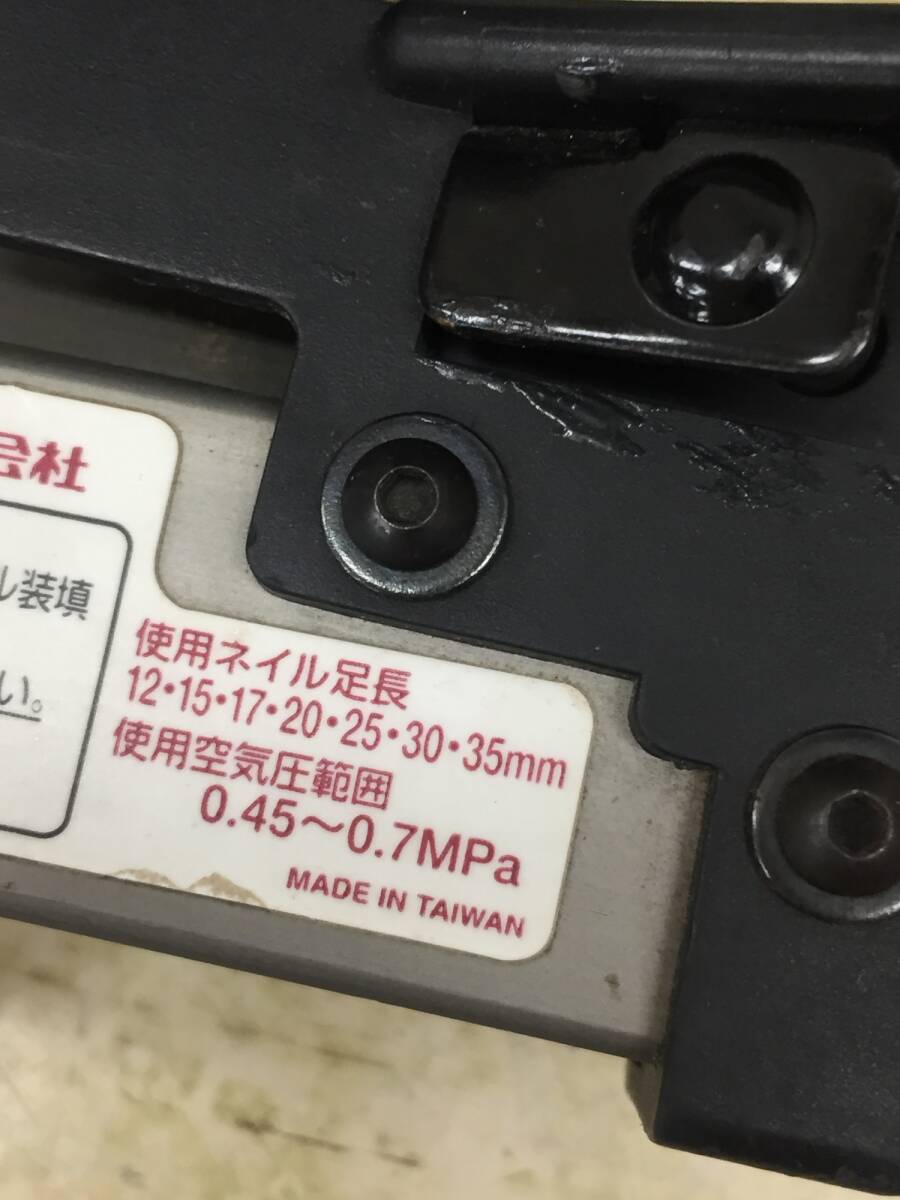 会社
ル装填
い。
使用ネイル足長
12・15・17・20・25・30・35mm
使用空気圧範囲
0.45〜0.7MPa
MADE IN TAIWAN